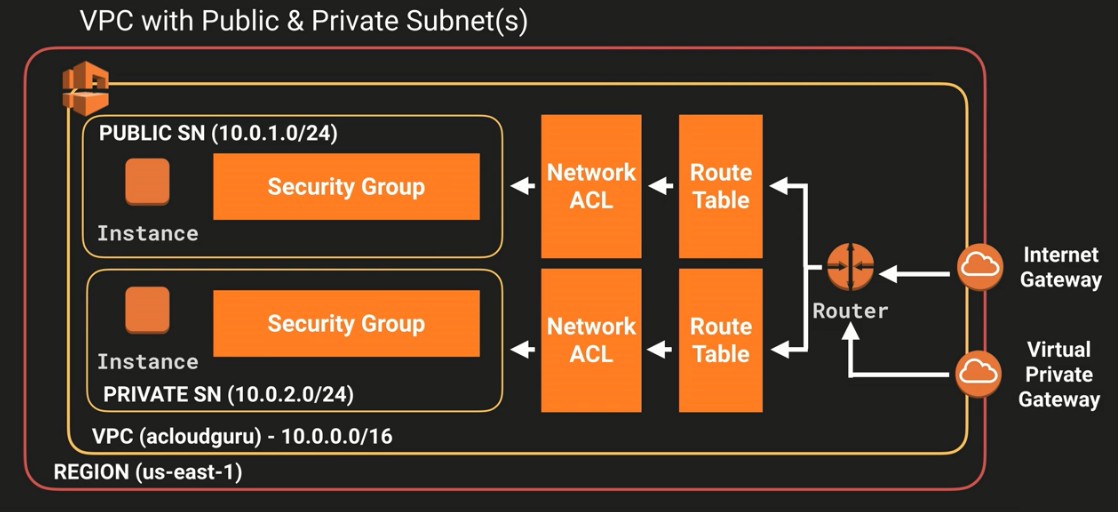 VPC with Public & Private Subnet(s)
PUBLIC SN (10.0.1.0/24)
Instance
Security Group
Network
ACL
Route
Table
Instance
Security Group
PRIVATE SN (10.0.2.0/24)
Network
ACL
Route
Table
Router
Internet
Gateway
Virtual
Private
Gateway
VPC (acloudguru) - 10.0.0.0/16
REGION (us-east-1)